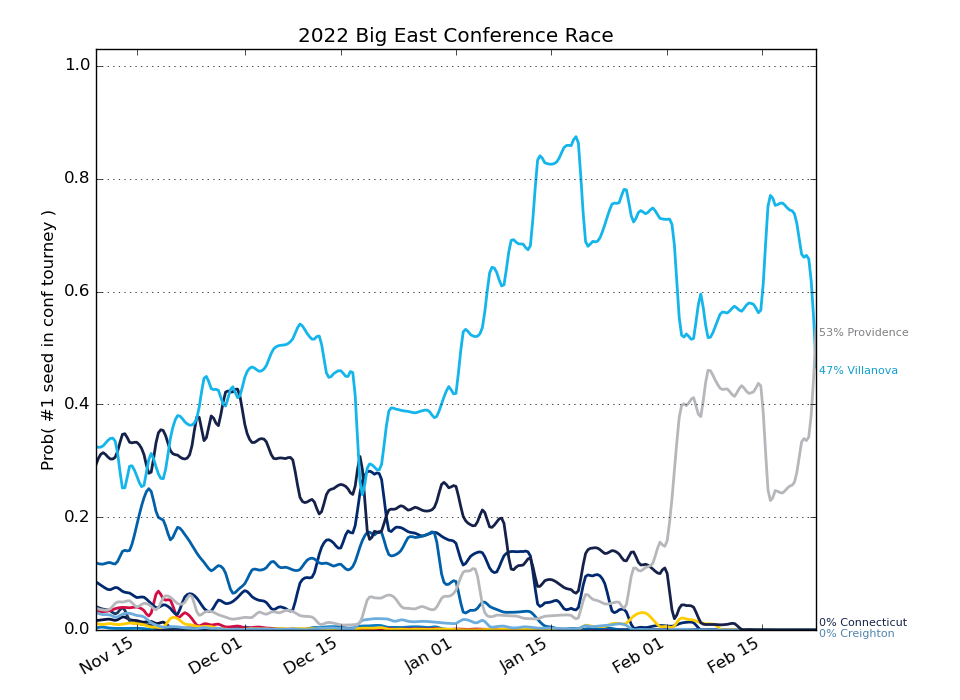 2022 Big East Conference Race
Prob( #1 seed in conf tourney )
1.0
0.8
0.6
0.4
0.2
0.0
53% Providence
47% Villanova
0% Connecticut
0% Creighton
Nov 15
Dec 01
Dec 15
Jan 01
Jan 15
Feb 01
Feb 15